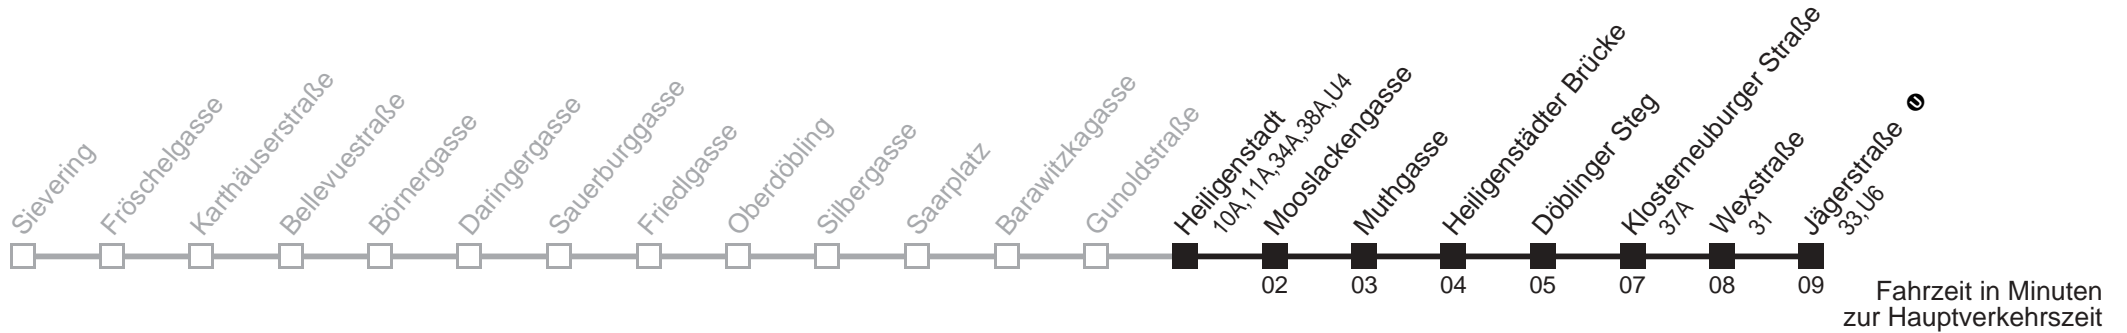 Sievering
Fröschelgasse
Karthäuserstraße
Bellevuestraße
Börnergasse
Daringergasse
Sauerburggasse
Friedlgasse
Oberdöbling
Silbergasse
Saarplatz
Barawitzkagasse
Gunoldstraße
Heiligenstadt
10A,11A,34A,38A,U4
Mooslackengasse
Muthgasse
Heiligenstädter Brücke
Döblinger Steg
Klosterneuburger Straße
37A
Wexstraße
31
Jägerstraße U
33,U6
02 03 04 05 07 08 09
Fahrzeit in Minuten
zur Hauptverkehrszeit